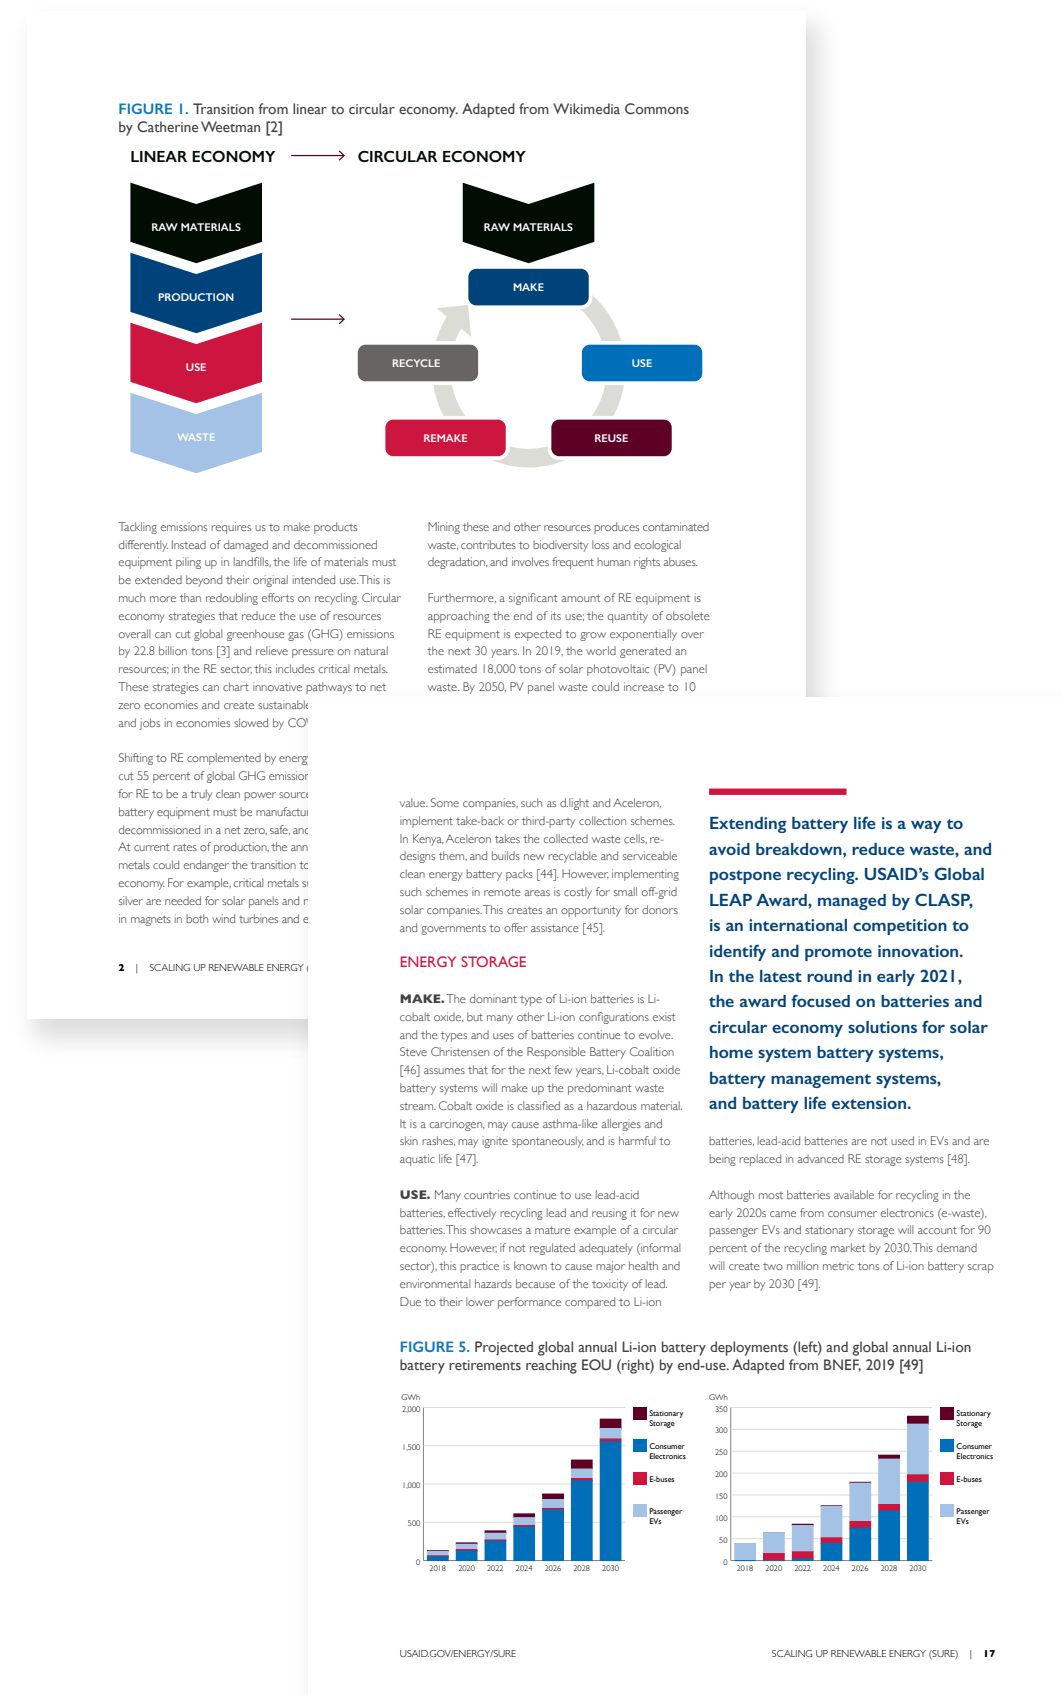 FIGURE 1. Transition from linear to circular economy. Adapted from Wikimedia Commons
by Catherine Weetman [2]
LINEAR ECONOMY
CIRCULAR ECONOMY
RAW MATERIALS
PRODUCTION
USE
WASTE
RAW MATERIALS
MAKE
USE
REUSE
REMAKE
RECYCLE
Tackling emissions requires us to make products
differently. Instead of damaged and decommissioned
equipment piling up in landfills, the life of materials must
be extended beyond their original intended use. This is
much more than redoubling efforts on recycling. Circular
economy strategies that reduce the use of resources
overall can cut global greenhouse gas (GHG) emissions
by 22.8 billion tons [3] and relieve pressure on natural
resources; in the RE sector, this includes critical metals.
These strategies can chart innovative pathways to net
zero economies and create sustainable
and jobs in economies slowed by
Shifting to RE complemented by
cut 55 percent of global GHG
for RE to be a truly clean power source
battery equipment must be
decommissioned in a net zero, safe,
At current rates of production, the
metals could endanger the transition to
economy. For example, critical metals
silver are needed for solar panels and
in magnets in both wind turbines and
2 | SCALING UP RENEWABLE ENERGY
Mining these and other resources produces contaminated
waste, contributes to biodiversity loss and ecological
degradation, and involves frequent human rights abuses.
Furthermore, a significant amount of RE equipment is
approaching the end of its use; the quantity of obsolete
RE equipment is expected to grow exponentially over
the next 30 years. In 2019, the world generated an
estimated 18,000 tons of solar photovoltaic (PV) panel
waste. By 2050, PV panel waste could increase to 10
value. Some companies, such as d.light and Aceleron,
implement take-back or third-party collection schemes.
In Kenya, Aceleron takes the collected waste cells, re-
designs them, and builds new recyclable and serviceable
clean energy battery packs [44]. However, implementing
such schemes in remote areas is costly for small off-grid
solar companies. This creates an opportunity for donors
and governments to offer assistance [45].
ENERGY STORAGE
MAKE. The dominant type of Li-ion batteries is Li-
cobalt oxide, but many other Li-ion configurations exist
and the types and uses of batteries continue to evolve.
Steve Christensen of the Responsible Battery Coalition
[46] assumes that for the next few years, Li-cobalt oxide
battery systems will make up the predominant waste
stream. Cobalt oxide is classified as a hazardous material.
It is a carcinogen, may cause asthma-like allergies and
skin rashes, may ignite spontaneously, and is harmful to
aquatic life [47].
USE. Many countries continue to use lead-acid
batteries, effectively recycling lead and reusing it for new
batteries. This showcases a mature example of a circular
economy. However, if not regulated adequately (informal
sector), this practice is known to cause major health and
environmental hazards because of the toxicity of lead.
Due to their lower performance compared to Li-ion
Extending battery life is a way to
avoid breakdown, reduce waste, and
postpone recycling. USAID's Global
LEAP Award, managed by CLASP,
is an international competition to
identify and promote innovation.
In the latest round in early 2021,
the award focused on batteries and
circular economy solutions for solar
home system battery systems,
battery management systems,
and battery life extension.
batteries, lead-acid batteries are not used in EVs and are
being replaced in advanced RE storage systems [48].
Although most batteries available for recycling in the
early 2020s came from consumer electronics (e-waste),
passenger EVs and stationary storage will account for 90
percent of the recycling market by 2030. This demand
will create two million metric tons of Li-ion battery scrap
per year by 2030 [49].
FIGURE 5. Projected global annual Li-ion battery deployments (left) and global annual Li-ion
battery retirements reaching EOU (right) by end-use. Adapted from BNEF, 2019 [49]
GWh
2,000
1,500
1,000
500
0
2018 2020 2022 2024 2026 2028 2030
Stationary
Storage
Consumer
Electronics
E-buses
Passenger
EVs
GWh
350
300
250
200
150
100
50
0
2018 2020 2022 2024 2026 2028 2030
Stationary
Storage
Consumer
Electronics
E-buses
Passenger
EVs
USAID.GOV/ENERGY/SURE
SCALING UP RENEWABLE ENERGY (SURE) | 17